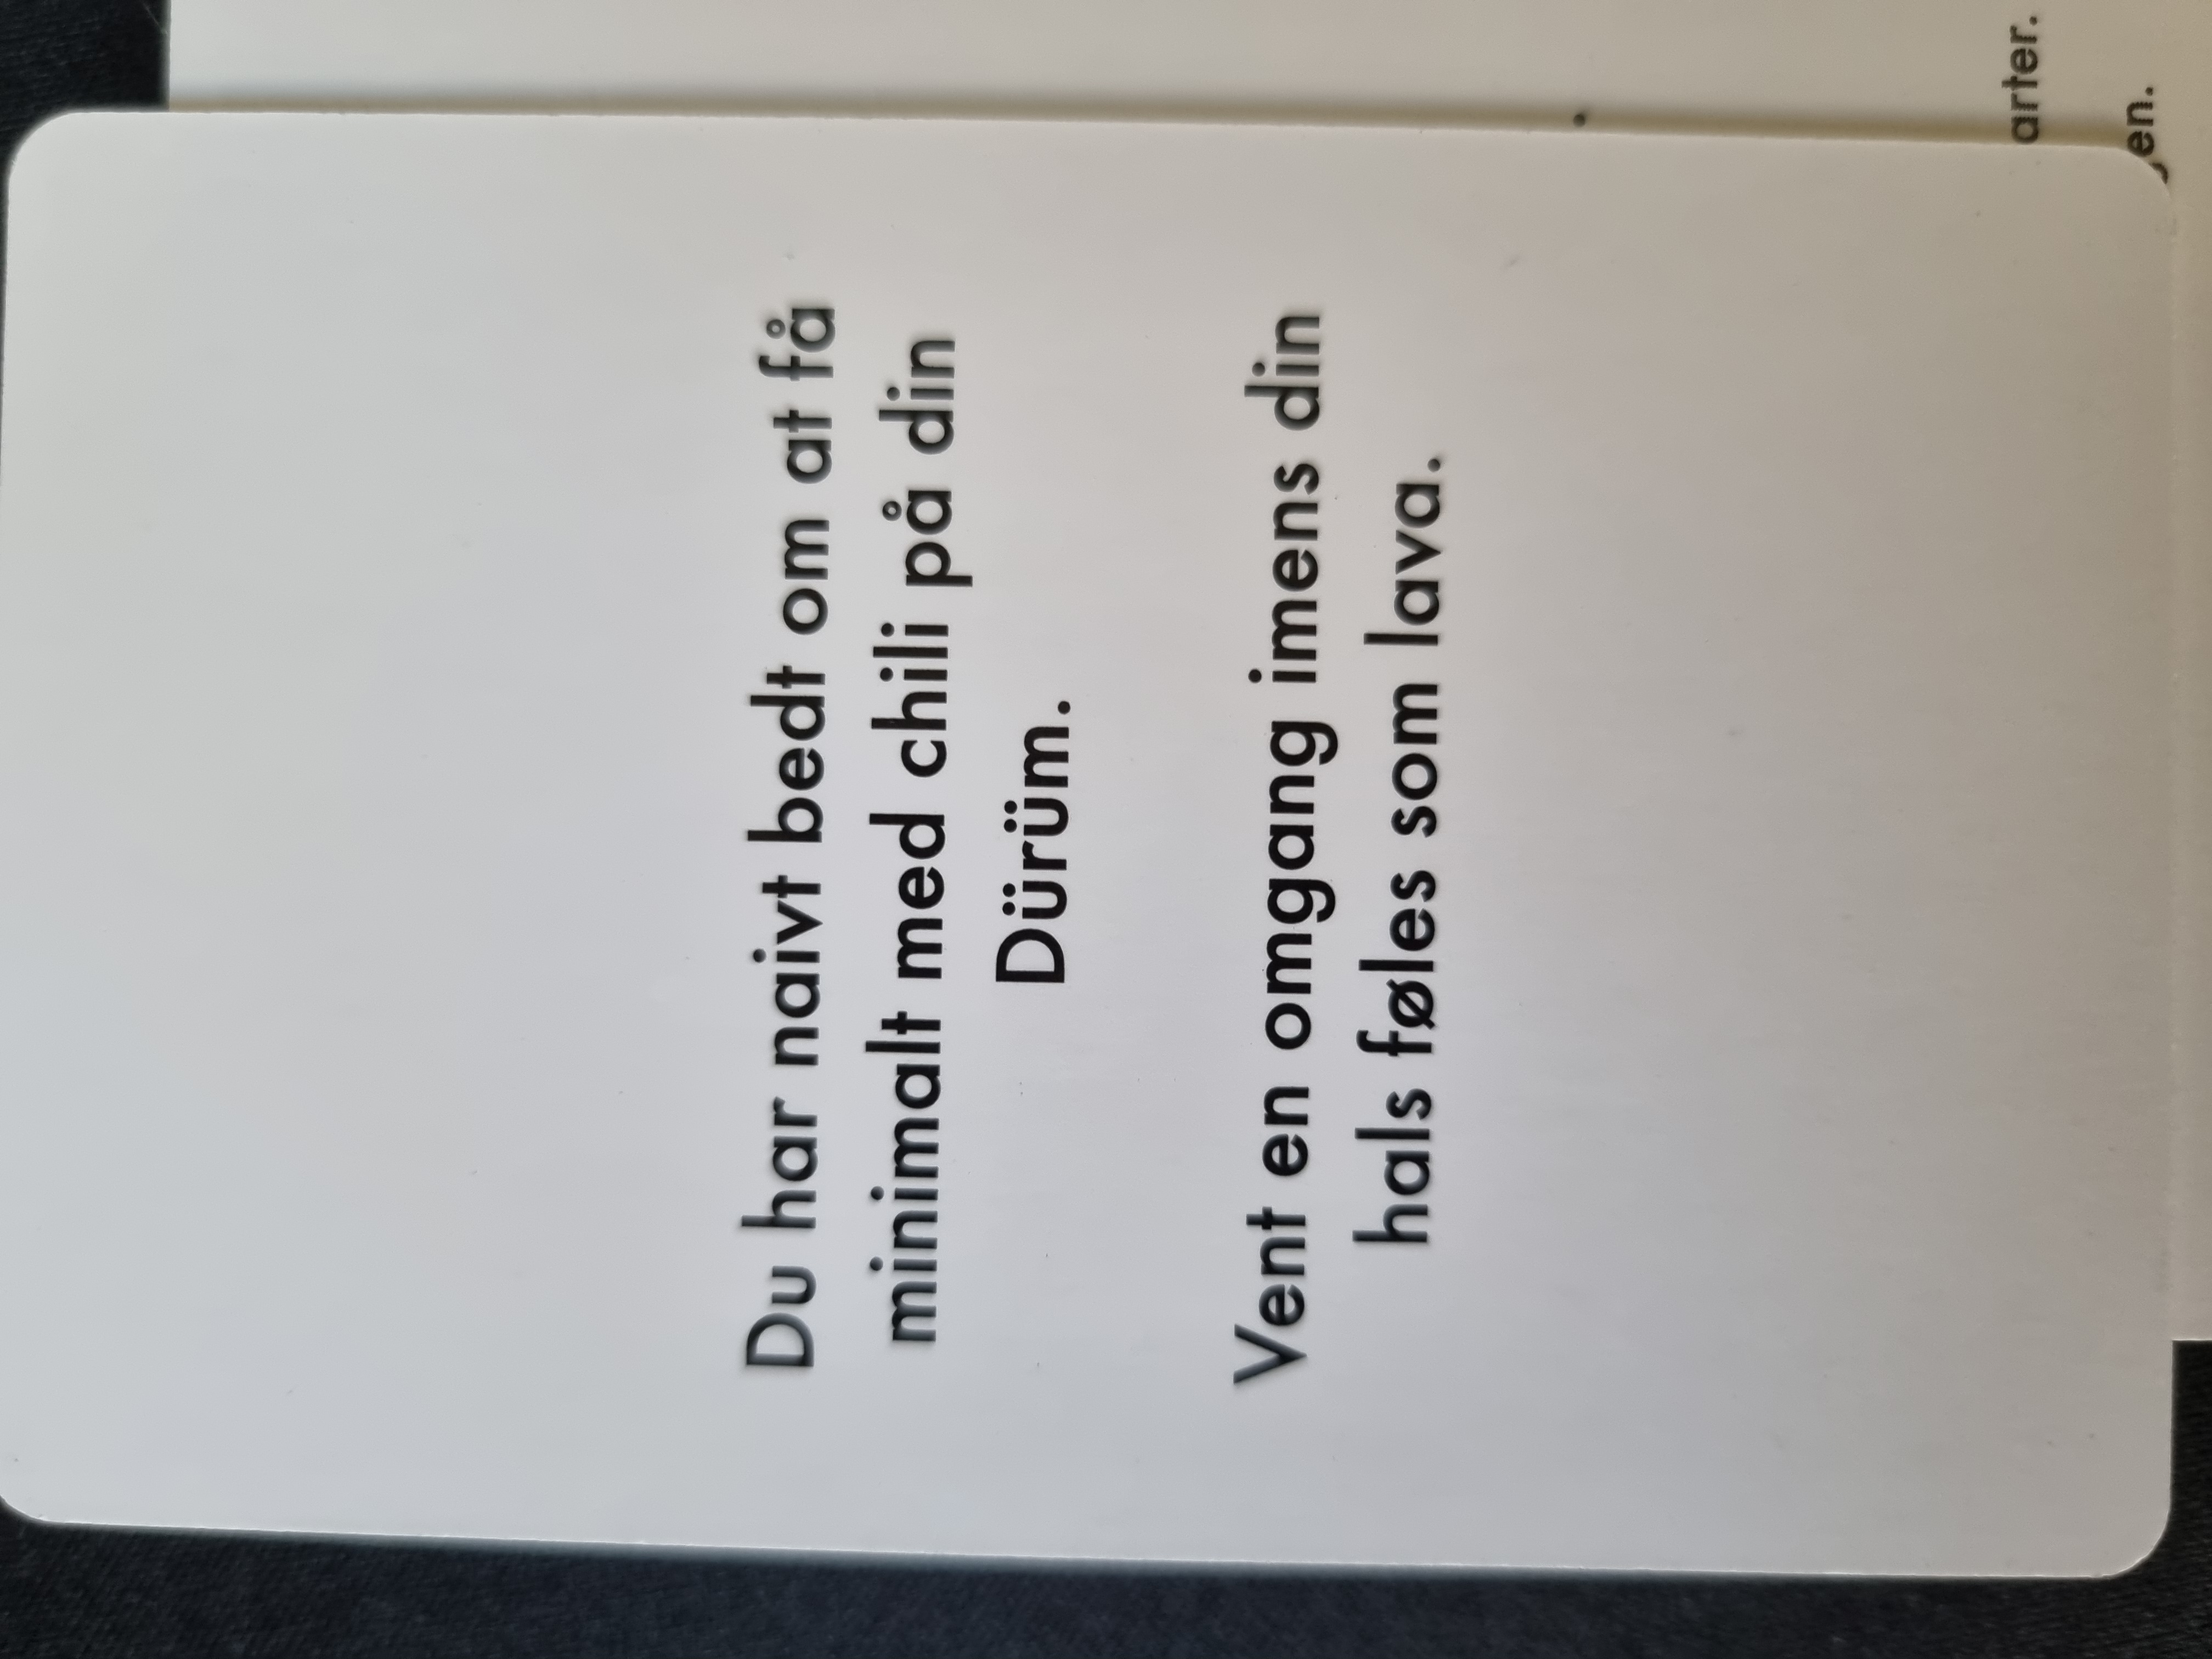 Du har naivt bedt om at få
minimalt med chili på din
Dürüm.
Vent en omgang imens din
hals føles som lava.
arter.
en.